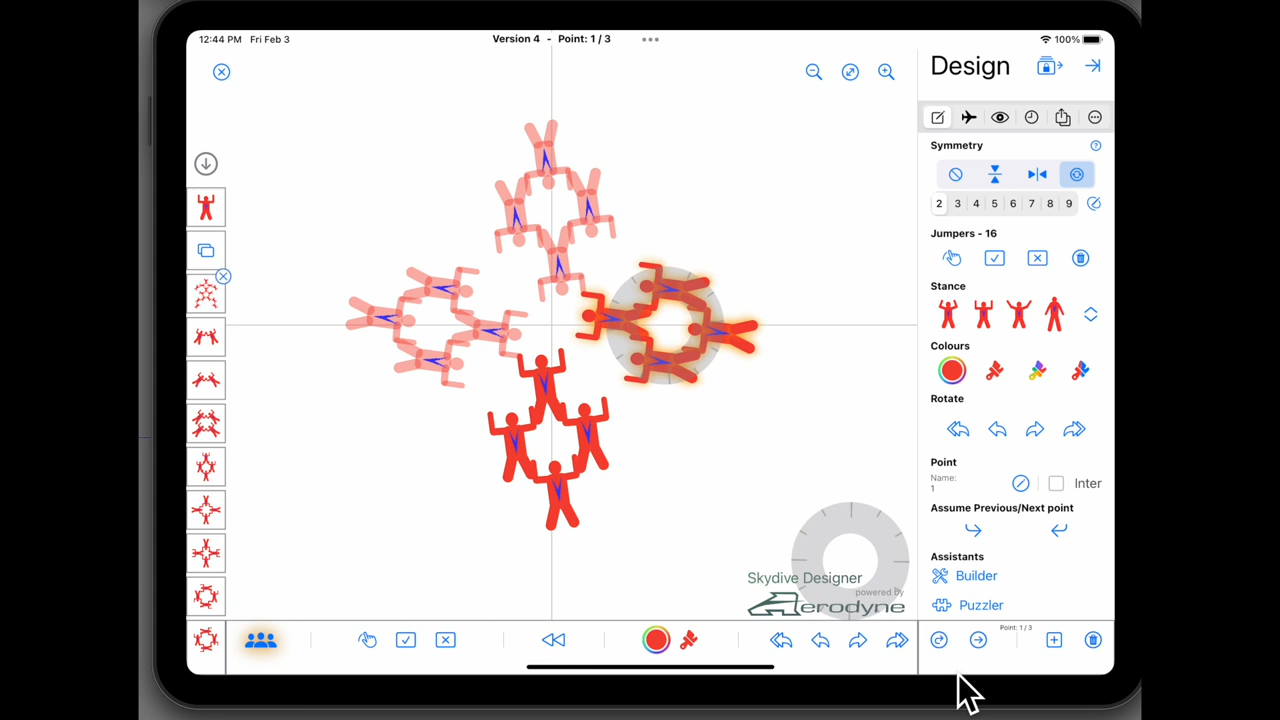 12:44 PM Fri Feb 3
Version 4 - Point: 1 / 3
100%
Design
Symmetry
2 3 4 5 6 7 8 9
Jumpers - 16
Stance
Colours
Rotate
Point
Name:
1
Inter
Assume Previous/Next point
Assistants
Builder
Puzzler
Skydive Designer
powered by
Aerodyne
Point: 1 / 3